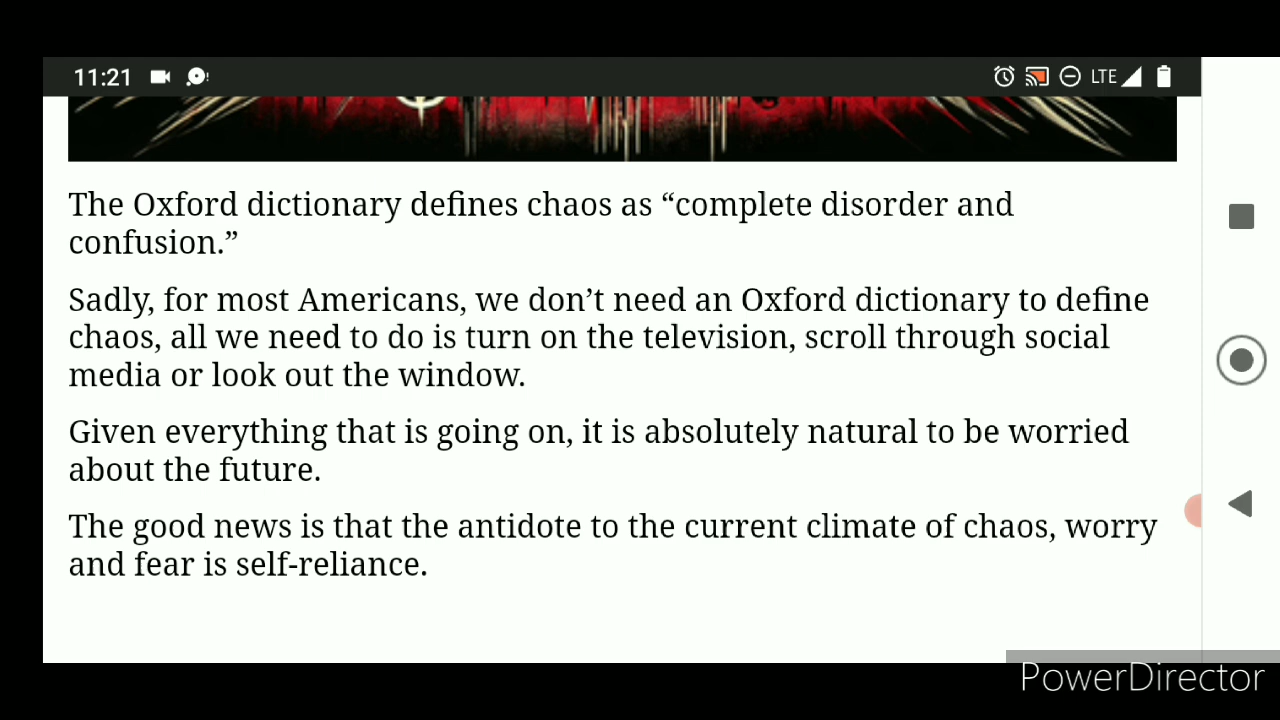 11:21
LTE
The Oxford dictionary defines chaos as “complete disorder and
confusion.”
Sadly, for most Americans, we don’t need an Oxford dictionary to define
chaos, all we need to do is turn on the television, scroll through social
media or look out the window.
Given everything that is going on, it is absolutely natural to be worried
about the future.
The good news is that the antidote to the current climate of chaos, worry
and fear is self-reliance.
PowerDirector